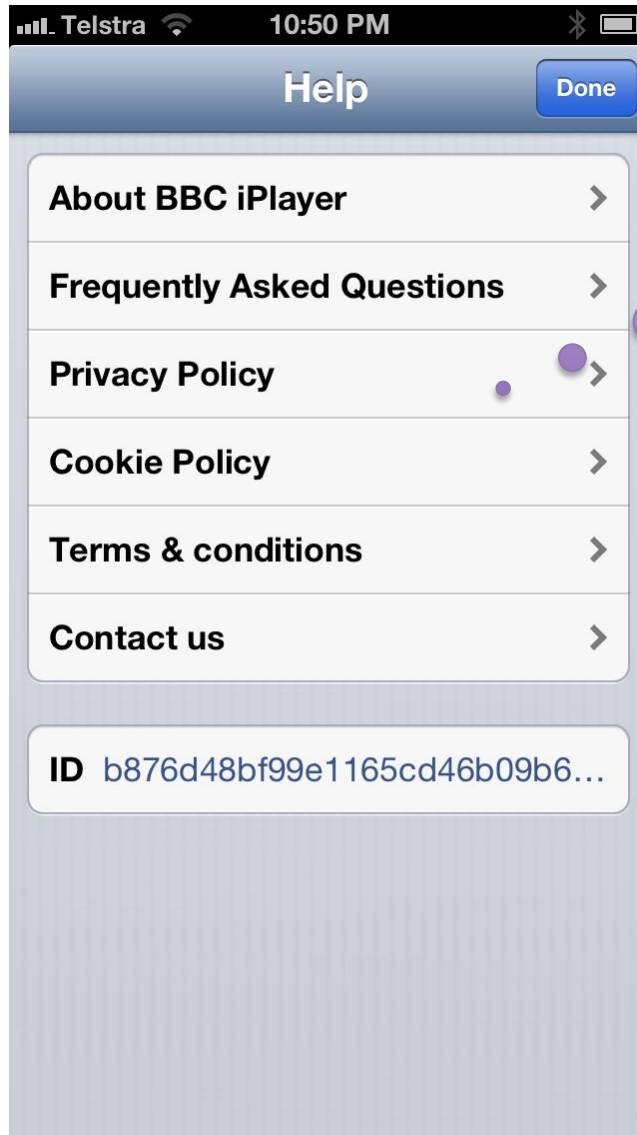 Telstra 10:50 PM
Help Done
About BBC iPlayer
Frequently Asked Questions
Privacy Policy
Cookie Policy
Terms & conditions
Contact us
ID b876d48bf99e1165cd46b09b6...